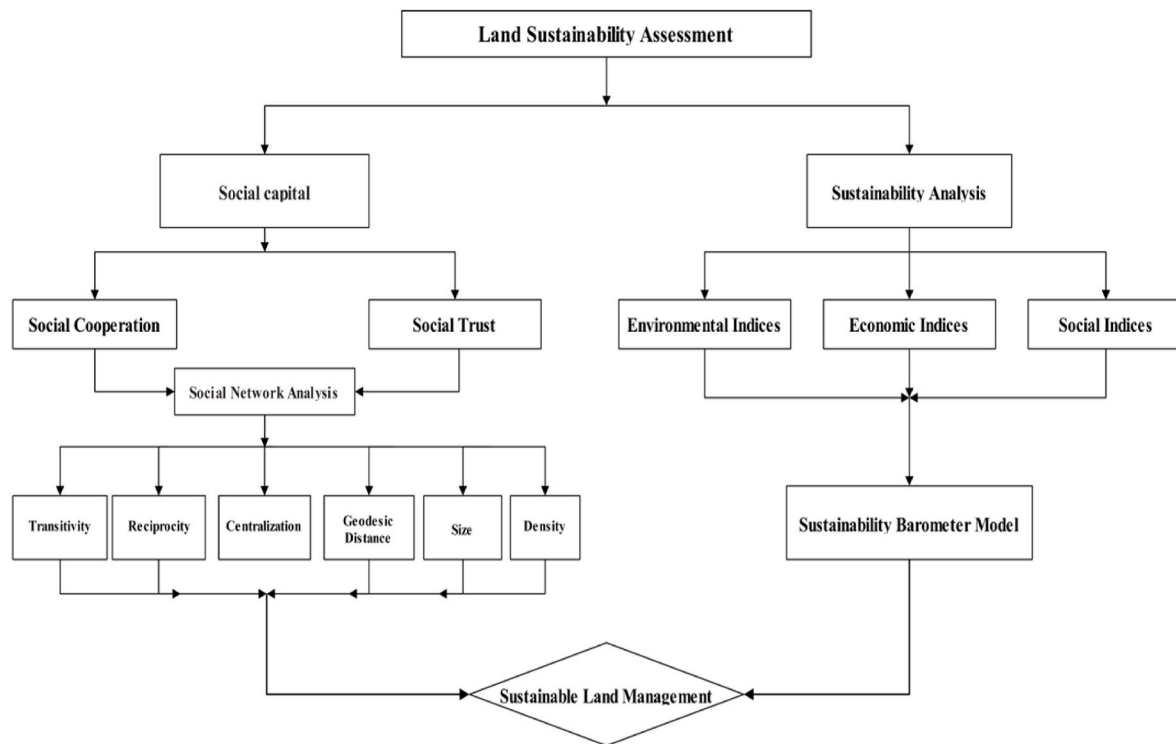 Land Sustainability Assessment
Social capital
Sustainability Analysis
Social Cooperation
Social Trust
Environmental Indices
Economic Indices
Social Indices
Social Network Analysis
Transitivity
Reciprocity
Centralization
Geodesic
Distance
Size
Density
Sustainability Barometer Model
Sustainable Land Management